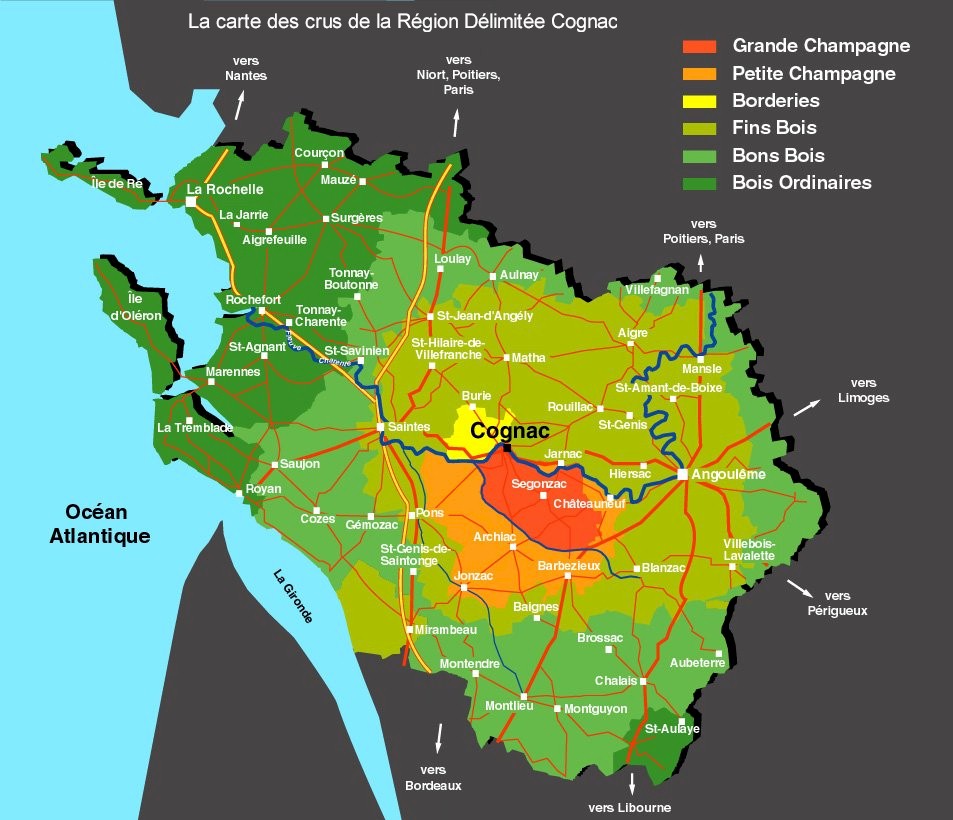 La carte des crus de la Région Délimitée Cognac
Grande Champagne
Petite Champagne
Borderies
Fins Bois
Bons Bois
Bois Ordinaires
vers
Nantes
vers
Niort, Poitiers,
Paris
vers
Poitiers, Paris
Courçon
Mauzé
Île de Ré
La Rochelle
La Jarrie
Surgères
Aigrefeuille
Loulay
Aulnay
Villefagnan
Tonnay-
Boutonne
Île
d'Oléron
Rochefort
Tonnay-
Charente
St-Jean-d'Angély
Fleuve
Charente
St-Agnant
St-Savinien
St-Hilaire-de-
Villefranche
Matha
Aigre
Mansle
Marennes
St-Amant-de-Boixe
vers
Limoges
Burie
Rouillac
St-Genis
La Tremblade
Saintes
Cognac
Jarnac
Saujon
Hiersac
Angoulême
Segonzac
Châteauneuf
Royan
Cozes
Gémozac
Pons
Océan
Atlantique
Archiac
St-Genis-de-
Saintonge
Villebois-
Lavalette
Jonzac
Barbezieux
Blanzac
La Gironde
vers
Périgueux
Baignes
Mirambeau
Brossac
Montendre
Aubeterre
Chalais
Montlieu
Montguyon
St-Aulaye
vers
Bordeaux
vers Libourne